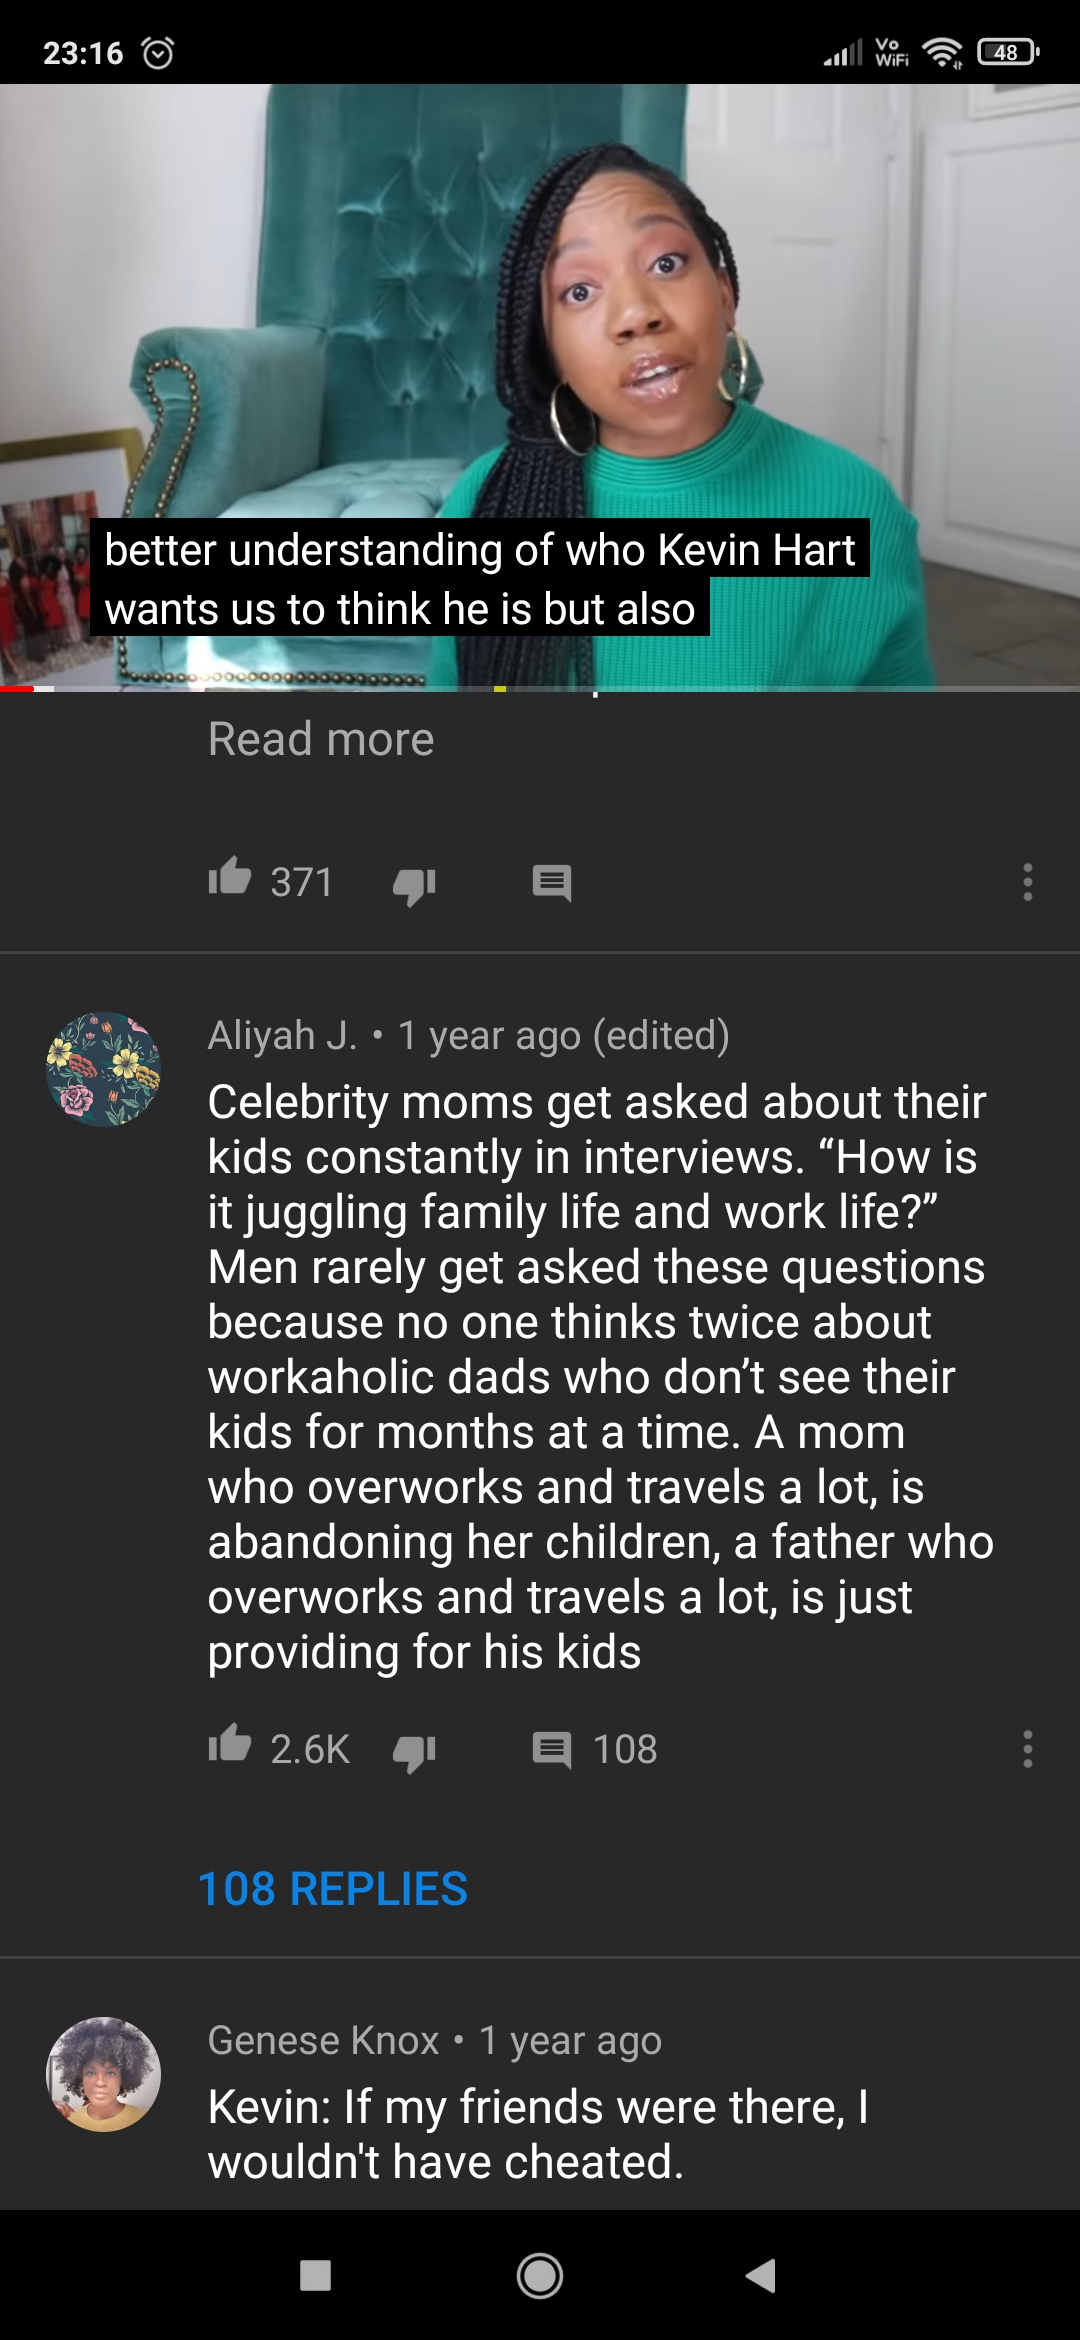 23:16
Vo
WiFi
48
better understanding of who Kevin Hart
wants us to think he is but also
Read more
371
Aliyah J. • 1 year ago (edited)
Celebrity moms get asked about their
kids constantly in interviews. “How is
it juggling family life and work life?”
Men rarely get asked these questions
because no one thinks twice about
workaholic dads who don’t see their
kids for months at a time. A mom
who overworks and travels a lot, is
abandoning her children, a father who
overworks and travels a lot, is just
providing for his kids
2.6K
108
108 REPLIES
Genese Knox • 1 year ago
Kevin: If my friends were there, I
wouldn't have cheated.